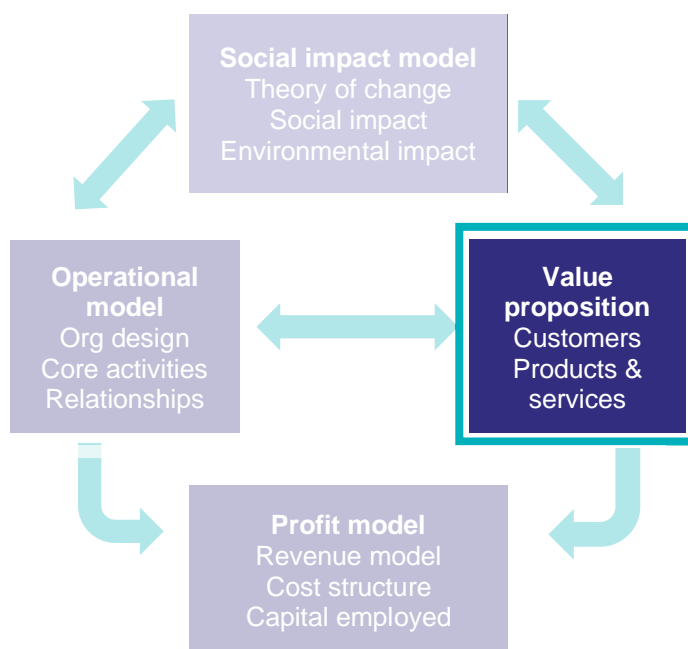 Social impact model
Theory of change
Social impact
Environmental impact
Operational
model
Org design
Core activities
Relationships
Value
proposition
Customers
Products &
services
Profit model
Revenue model
Cost structure
Capital employed